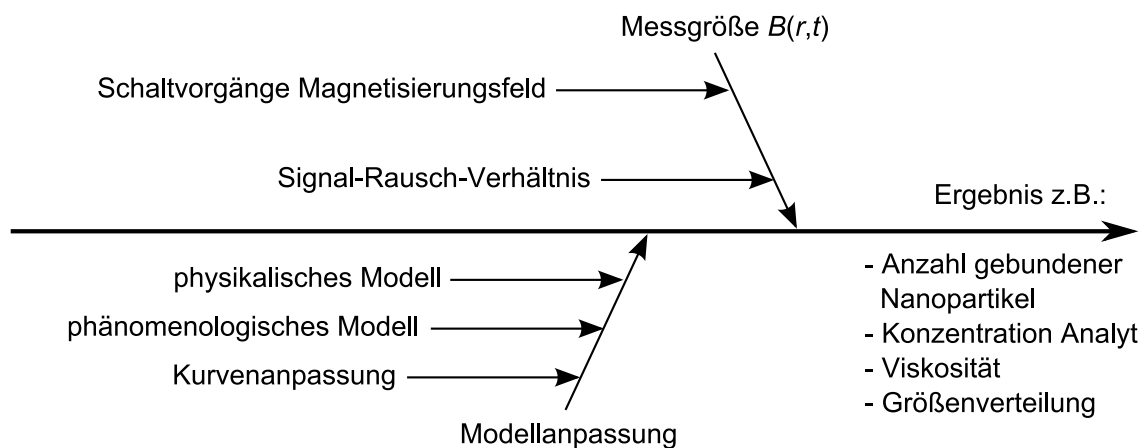 Messgröße B(r,t)
Schaltvorgänge Magnetisierungsfeld
Signal-Rausch-Verhältnis
Ergebnis z.B.:
physikalisches Modell
phänomenologisches Modell
Kurvenanpassung
Modellanpassung
- Anzahl gebundener
Nanopartikel
- Konzentration Analyt
- Viskosität
- Größenverteilung